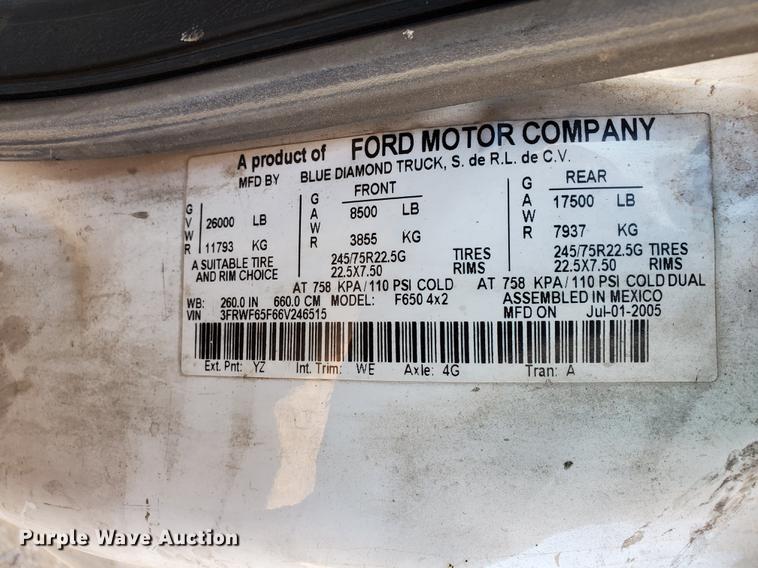 A product of FORD MOTOR COMPANY
MFD BY BLUE DIAMOND TRUCK, S. de R.L. de C.V.
GVWR 26000 LB
11793 KG
A SUITABLE TIRE
AND RIM CHOICE
FRONT
GAWR 8500 LB
3855 KG
245/75R22.5G TIRES
22.5X7.50 RIMS
AT 758 KPA/110 PSI COLD
REAR
GAWR 17500 LB
7937 KG
245/75R22.5G TIRES
22.5X7.50 RIMS
AT 758 KPA/110 PSI COLD DUAL
WB: 260.0 IN 660.0 CM MODEL: F650 4x2 ASSEMBLED IN MEXICO
VIN 3FRWF65F66V246515 MFD ON Jul-01-2005
Ext. Pnt: YZ Int. Trim: WE Axle: 4G Tran: A
Purple Wave Auction